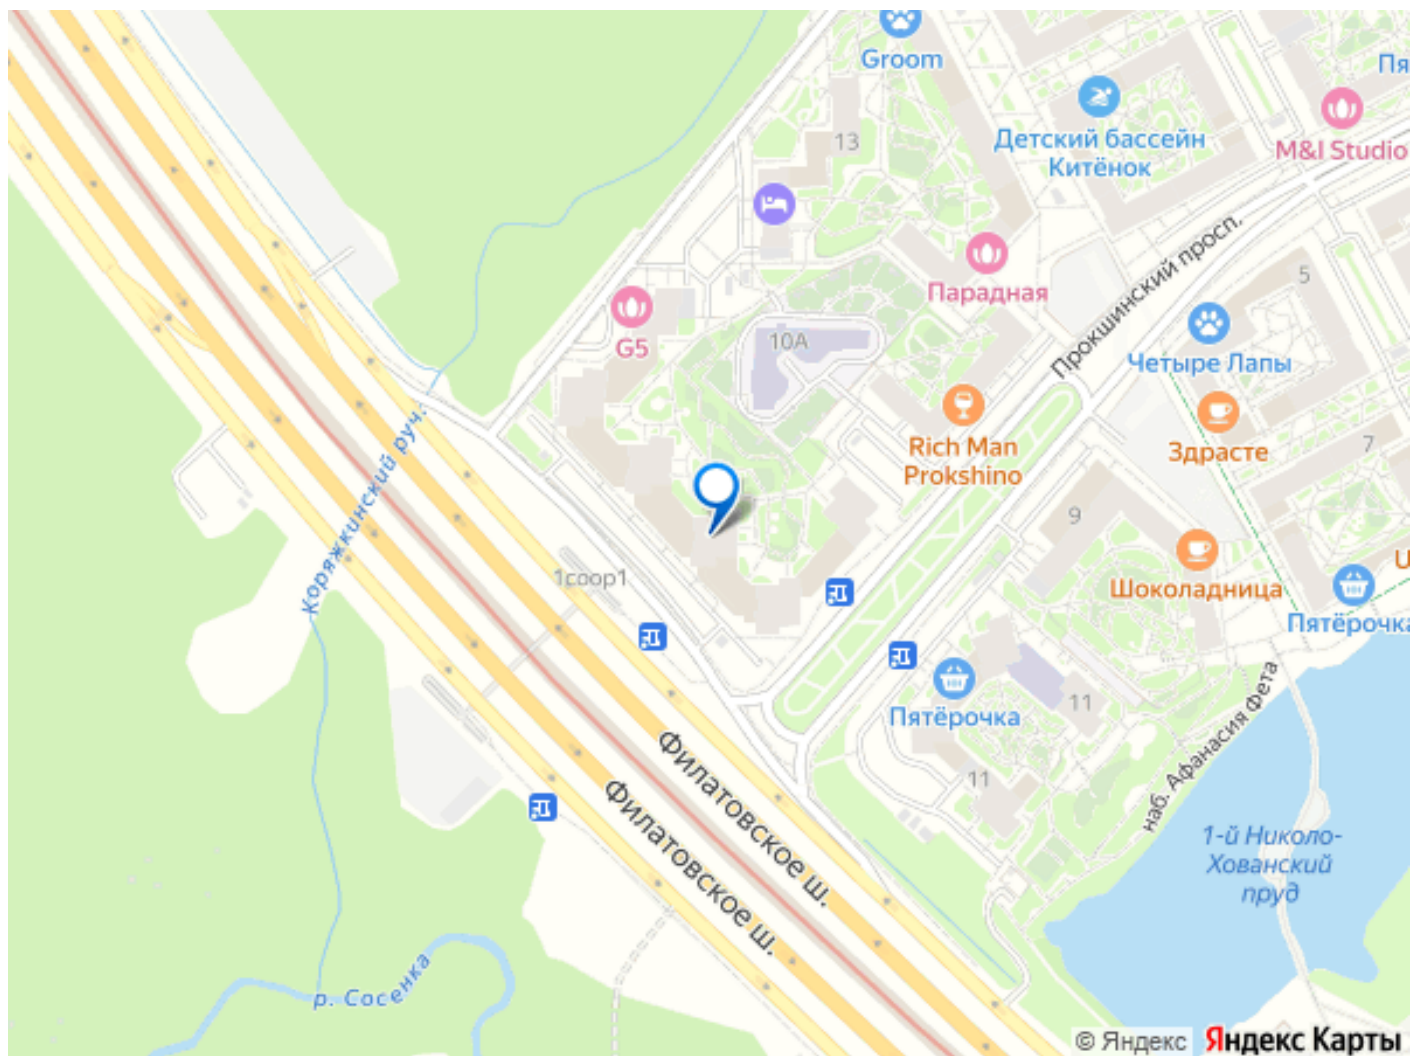 Groom
Пя
13
Детский бассейн
Китёнок
M&I Studio
Прокшинский просп.
Парадная
5
G5
10А
Четыре Лапы
Rich Man
Prokshino
Здрасте
7
Коряжкинский руч.
9
1соор1
Шоколадница
U
Пятёрочка
Пятёрочка
11
наб. Афанасия Фета
11
Филатовское ш.
Филатовское ш.
1-й Николо-
Хованский
пруд
р. Сосенка
© Яндекс Яндекс Карты